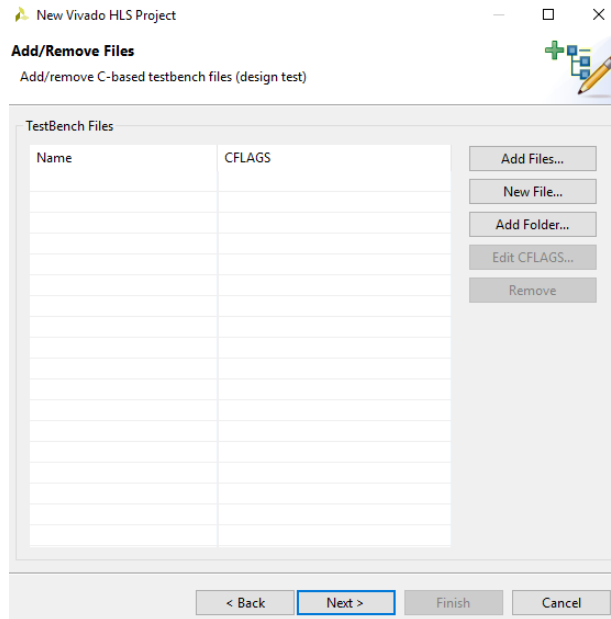 New Vivado HLS Project
Add/Remove Files
Add/remove C-based testbench files (design test)
TestBench Files
Name CFLAGS
Add Files...
New File...
Add Folder...
Edit CFLAGS...
Remove
< Back Next > Finish Cancel